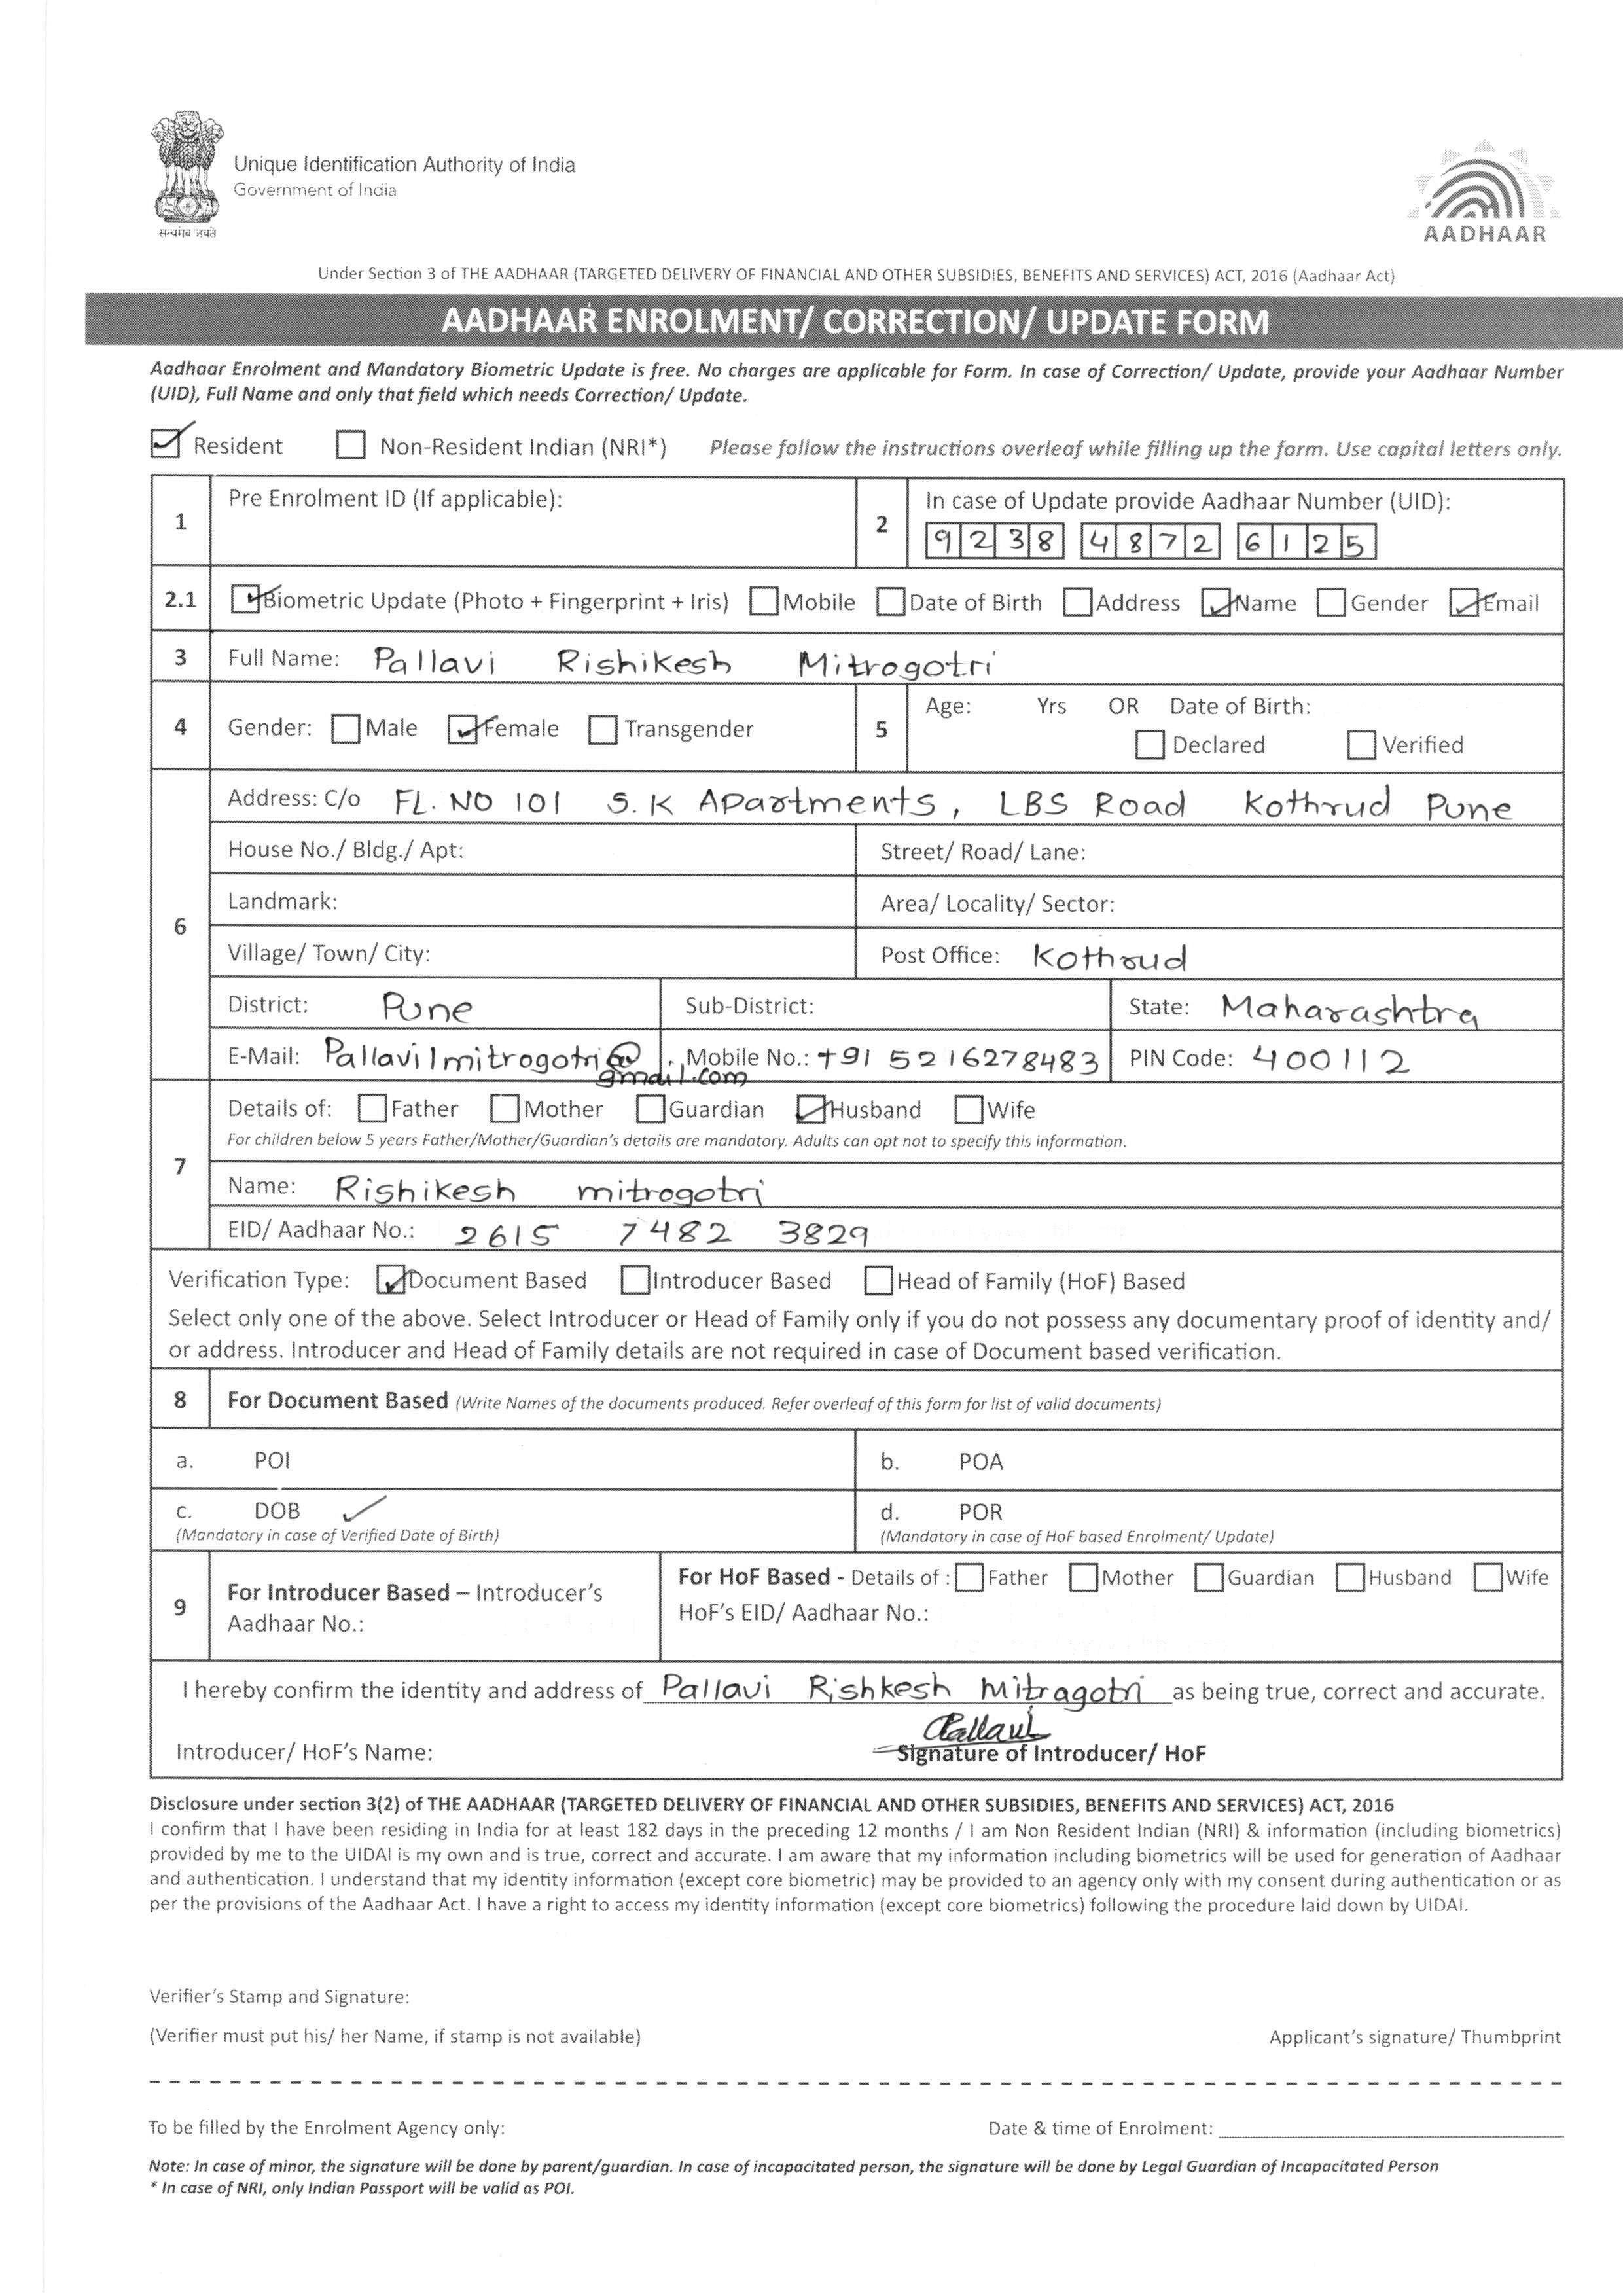 Unique Identification Authority of India
Government of India
सत्यमेव जयते
AADHAAR
Under Section 3 of THE AADHAAR (TARGETED DELIVERY OF FINANCIAL AND OTHER SUBSIDIES, BENEFITS AND SERVICES) ACT, 2016 (Aadhaar Act)
AADHAAR ENROLMENT/ CORRECTION/ UPDATE FORM
Aadhaar Enrolment and Mandatory Biometric Update is free. No charges are applicable for Form. In case of Correction/ Update, provide your Aadhaar Number
(UID), Full Name and only that field which needs Correction/ Update.
Resident Non-Resident Indian (NRI*) Please follow the instructions overleaf while filling up the form. Use capital letters only.
1 Pre Enrolment ID (If applicable): 2 In case of Update provide Aadhaar Number (UID):
9238 4872 6125
2.1 Biometric Update (Photo + Fingerprint + Iris) Mobile Date of Birth Address Name Gender Email
3 Full Name: Pallavi Rishikesh Mitrogotri
4 Gender: Male Female Transgender 5 Age: Yrs OR Date of Birth:
Declared Verified
6 Address: C/o FL. NO 101 S. K Apartments, LBS Road Kothrud Pune
House No./ Bldg./ Apt: Street/ Road/ Lane:
Landmark: Area/ Locality/ Sector:
Village/ Town/ City: Post Office: Kothrud
District: Pune Sub-District: State: Maharashtra
E-Mail: Pallavi1mitrogotri@ Mobile No.: +91 5216278483 PIN Code: 400112
gmail.com
7 Details of: Father Mother Guardian Husband Wife
For children below 5 years Father/Mother/Guardian's details are mandatory. Adults can opt not to specify this information.
Name: Rishikesh mitrogotri
EID/ Aadhaar No.: 2615 7482 3829
Verification Type: Document Based Introducer Based Head of Family (HoF) Based
Select only one of the above. Select Introducer or Head of Family only if you do not possess any documentary proof of identity and/
or address. Introducer and Head of Family details are not required in case of Document based verification.
8 For Document Based (Write Names of the documents produced. Refer overleaf of this form for list of valid documents)
a. POI b. POA
c. DOB ✓ d. POR
(Mandatory in case of Verified Date of Birth) (Mandatory in case of HoF based Enrolment/ Update)
9 For Introducer Based – Introducer's
Aadhaar No.:
For HoF Based - Details of : Father Mother Guardian Husband Wife
HoF's EID/ Aadhaar No.:
I hereby confirm the identity and address of Pallavi Rishkesh Mitragotri as being true, correct and accurate.
Pallavi
Introducer/ HoF's Name: Signature of Introducer/ HoF
Disclosure under section 3(2) of THE AADHAAR (TARGETED DELIVERY OF FINANCIAL AND OTHER SUBSIDIES, BENEFITS AND SERVICES) ACT, 2016
I confirm that I have been residing in India for at least 182 days in the preceding 12 months / I am Non Resident Indian (NRI) & information (including biometrics)
provided by me to the UIDAI is my own and is true, correct and accurate. I am aware that my information including biometrics will be used for generation of Aadhaar
and authentication. I understand that my identity information (except core biometric) may be provided to an agency only with my consent during authentication or as
per the provisions of the Aadhaar Act. I have a right to access my identity information (except core biometrics) following the procedure laid down by UIDAI.
Verifier's Stamp and Signature:
(Verifier must put his/ her Name, if stamp is not available) Applicant's signature/ Thumbprint
To be filled by the Enrolment Agency only: Date & time of Enrolment:
Note: In case of minor, the signature will be done by parent/guardian. In case of incapacitated person, the signature will be done by Legal Guardian of Incapacitated Person
* In case of NRI, only Indian Passport will be valid as POI.